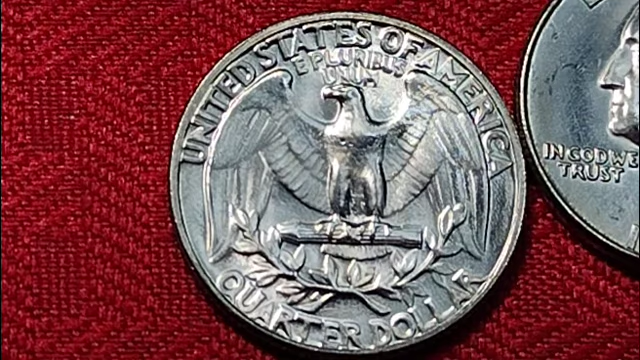 UNITED STATES OF AMERICA
E PLURIBUS
UNUM
QUARTER DOLLAR
IN GOD WE
TRUST